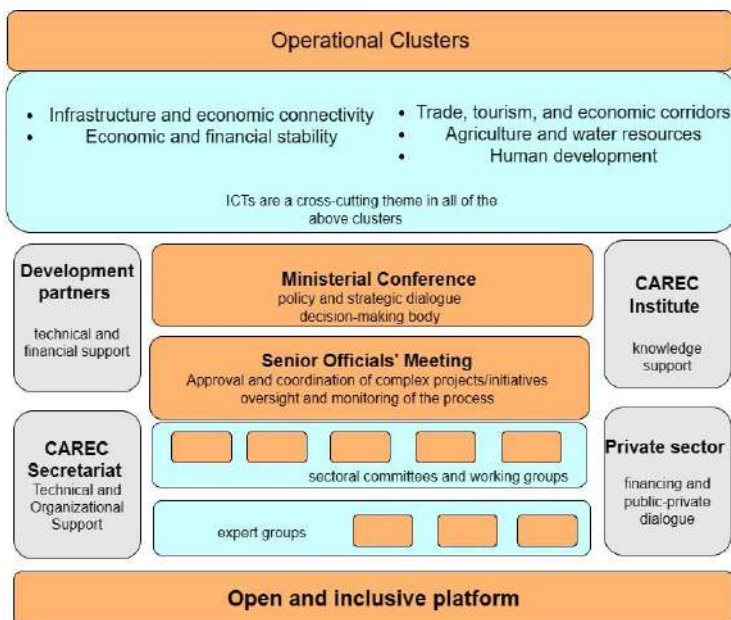 Operational Clusters
• Infrastructure and economic connectivity
• Economic and financial stability
• Trade, tourism, and economic corridors
• Agriculture and water resources
• Human development
ICTs are a cross-cutting theme in all of the
above clusters
Development
partners
technical and
financial support
Ministerial Conference
policy and strategic dialogue
decision-making body
CAREC
Institute
knowledge
support
Senior Officials' Meeting
Approval and coordination of complex projects/initiatives
oversight and monitoring of the process
CAREC
Secretariat
Technical and
Organizational
Support
sectoral committees and working groups
expert groups
Private sector
financing and
public-private
dialogue
Open and inclusive platform